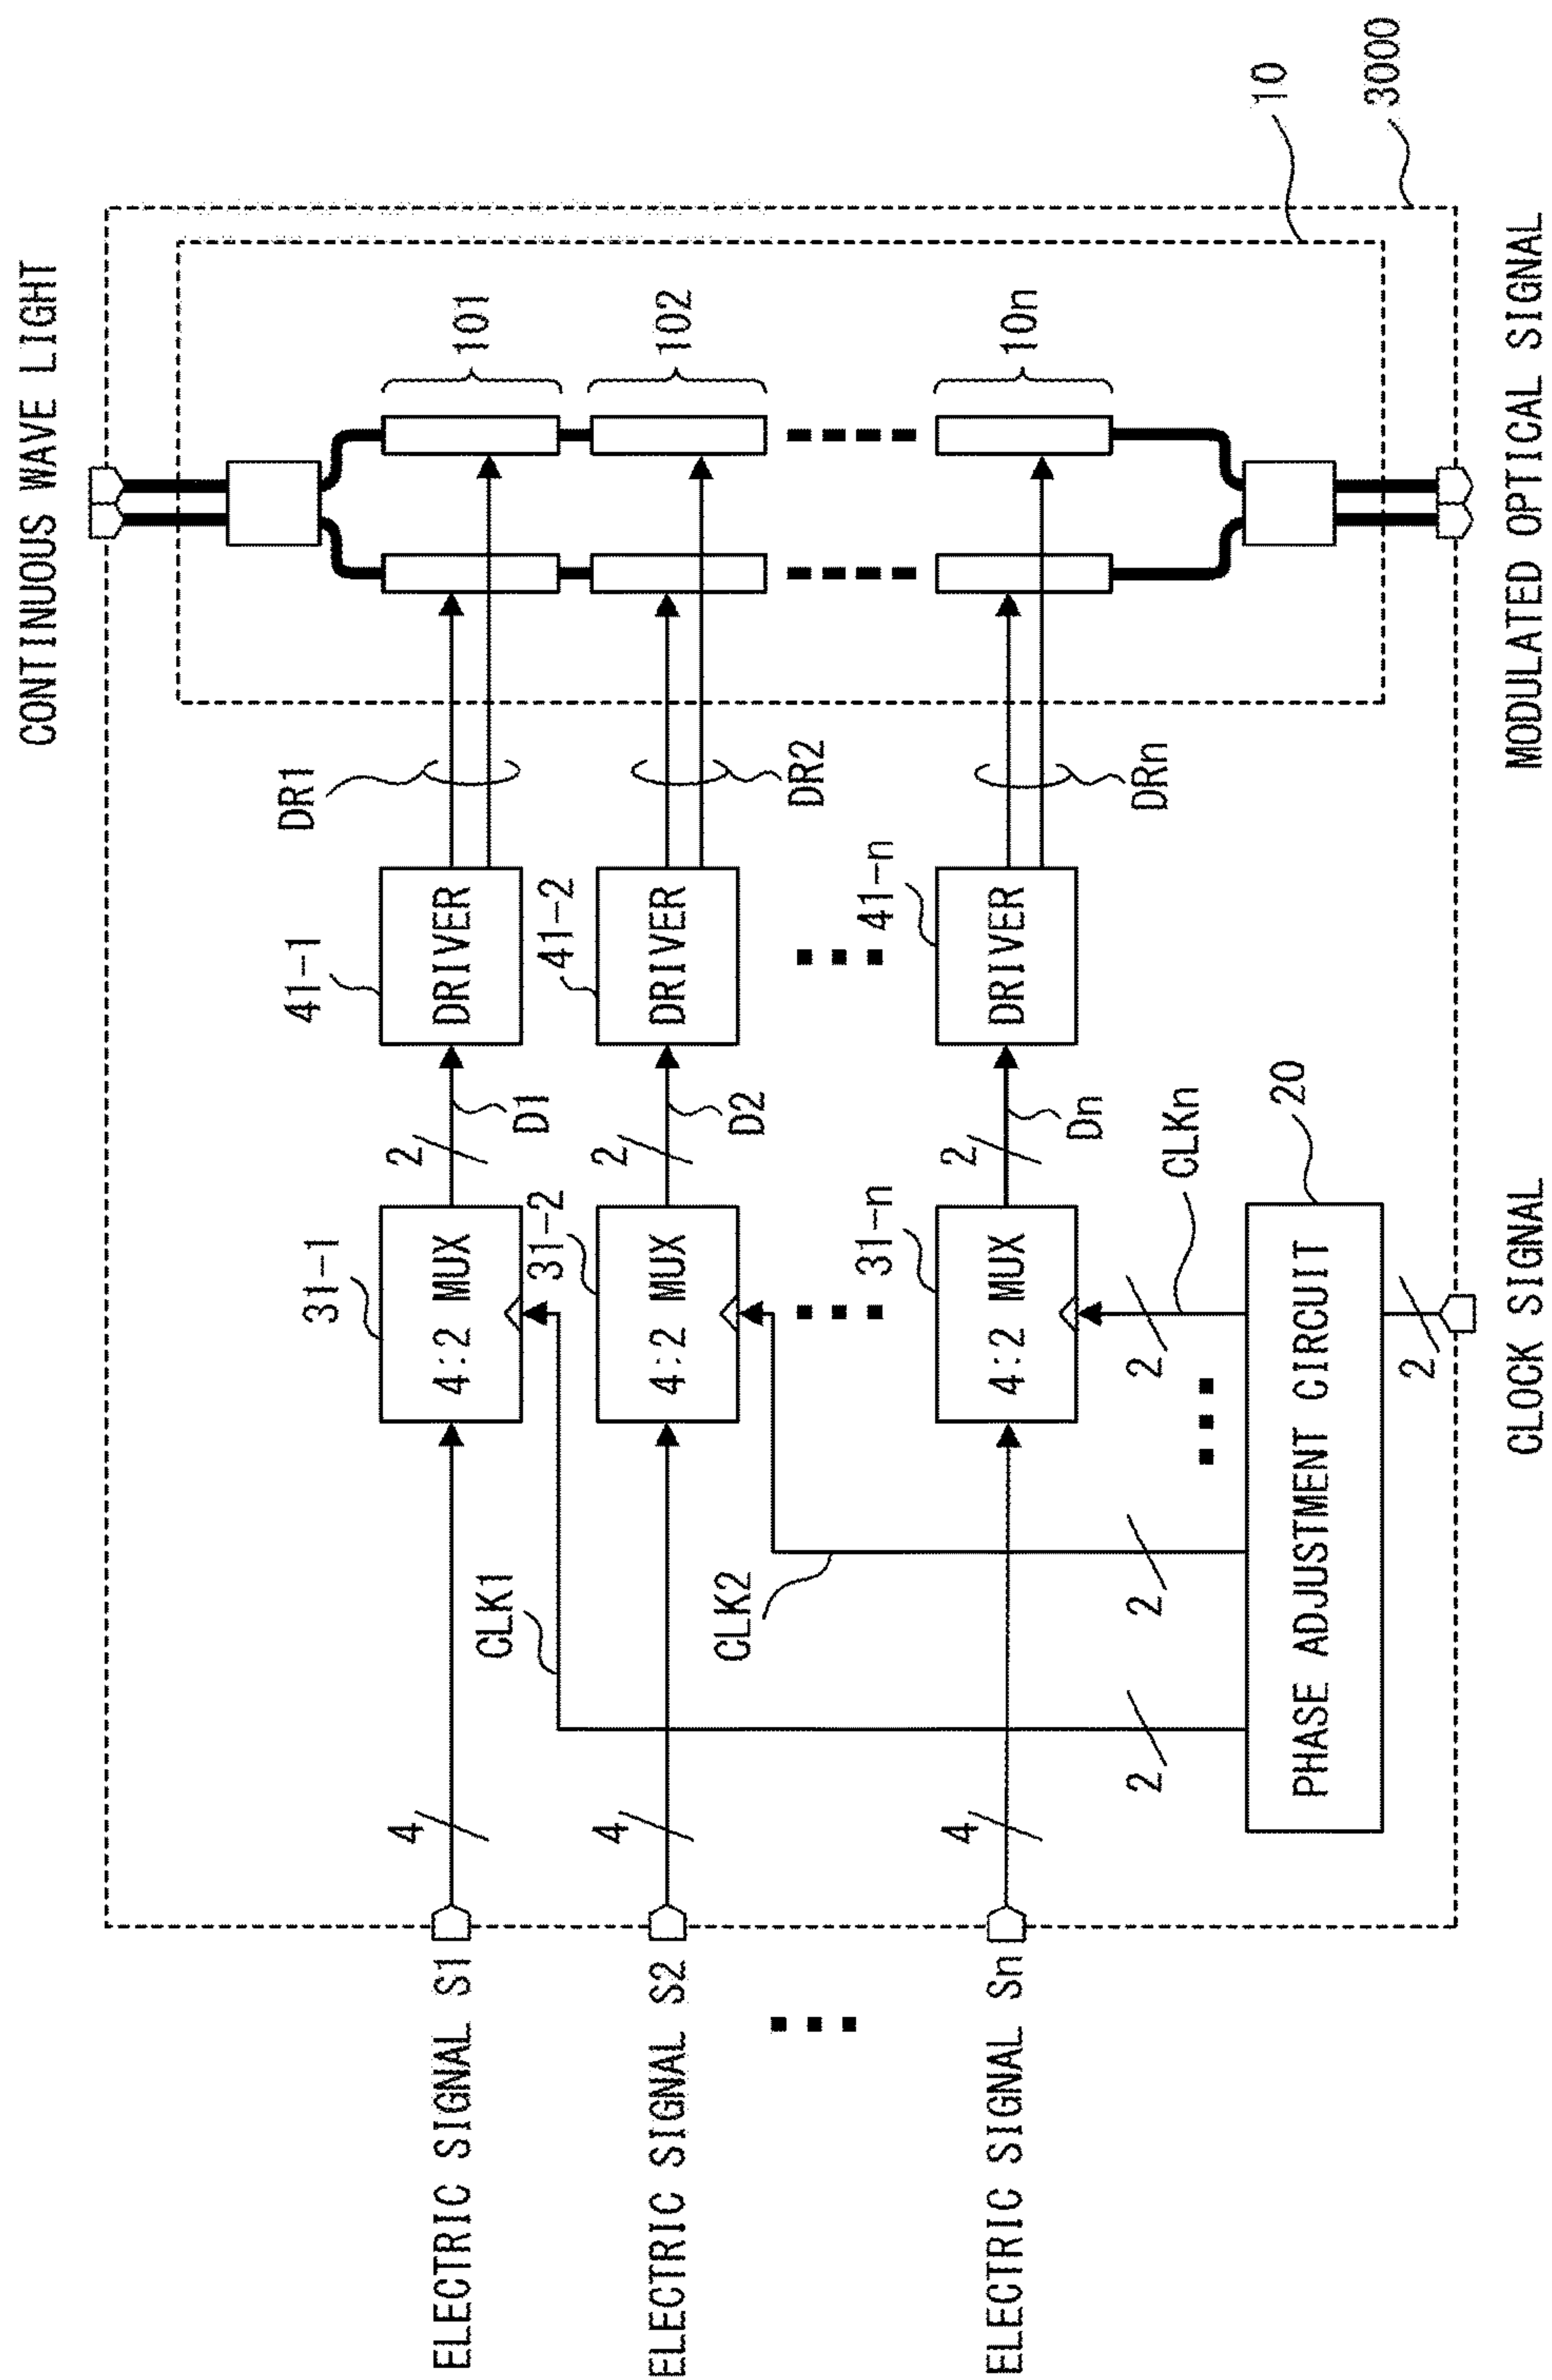 CONTINUOUS WAVE LIGHT
ELECTRIC SIGNAL S1
4
31-1
4:2 MUX
2
D1
41-1
DRIVER
DR1
101
CLK1
ELECTRIC SIGNAL S2
4
31-2
4:2 MUX
2
D2
41-2
DRIVER
DR2
102
CLK2
ELECTRIC SIGNAL Sn
4
31-n
4:2 MUX
2
Dn
41-n
DRIVER
DRn
10n
2
2
2
CLKn
PHASE ADJUSTMENT CIRCUIT
20
2
10
3000
CLOCK SIGNAL
MODULATED OPTICAL SIGNAL